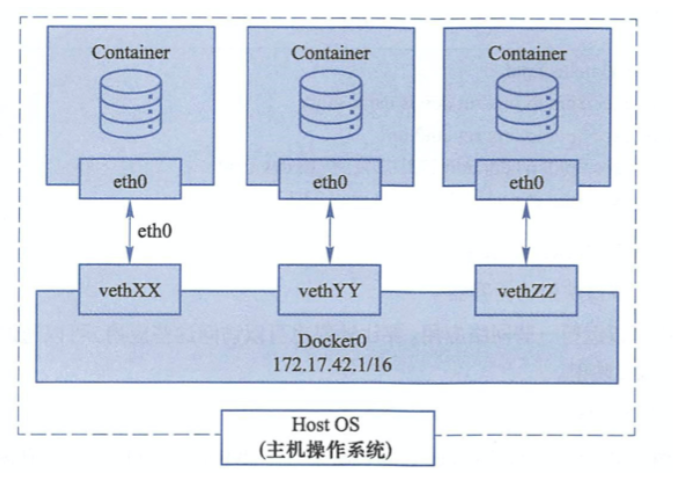 Container
Container
Container
eth0
eth0
eth0
eth0
vethXX
vethYY
vethZZ
Docker0
172.17.42.1/16
Host OS
(主机操作系统)